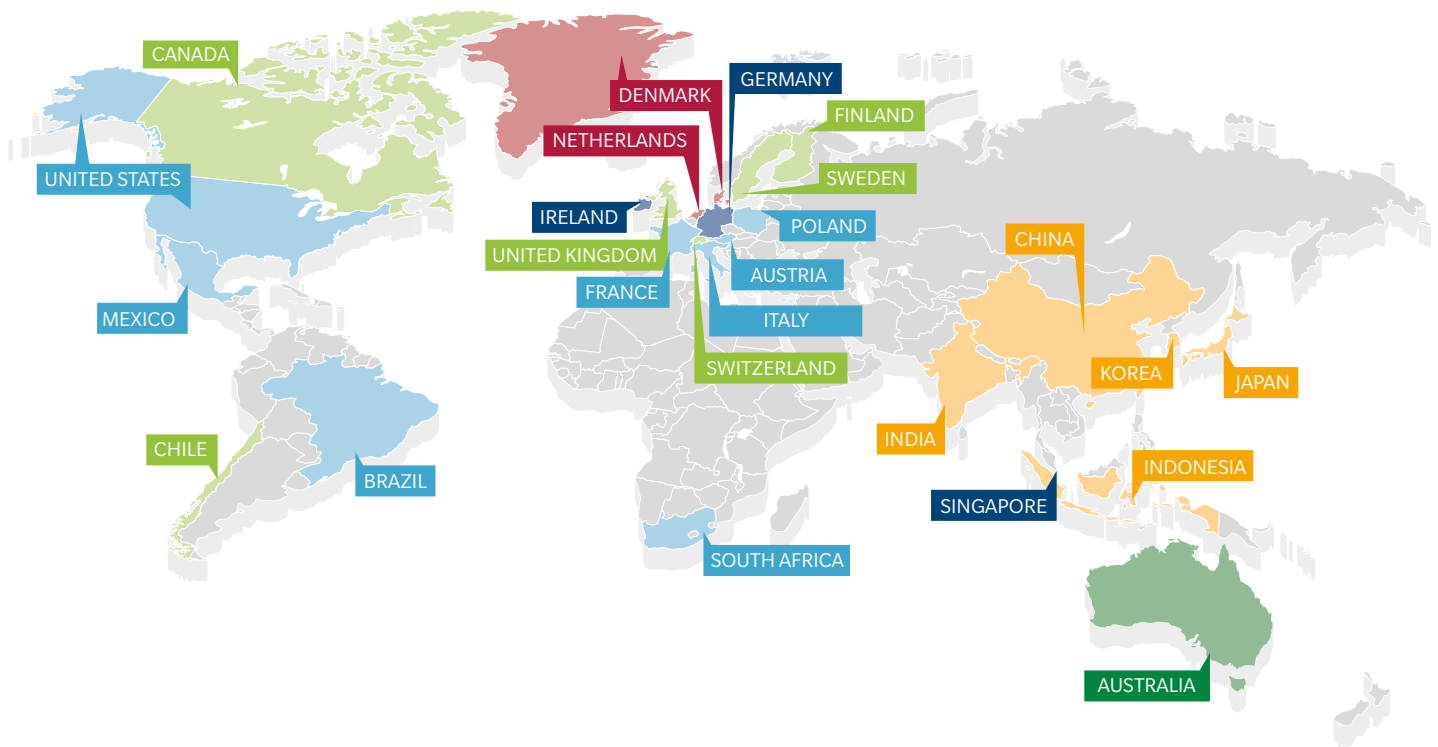 CANADA
GERMANY
DENMARK
FINLAND
NETHERLANDS
UNITED STATES
SWEDEN
IRELAND
POLAND
CHINA
UNITED KINGDOM
AUSTRIA
FRANCE
MEXICO
ITALY
SWITZERLAND
KOREA
JAPAN
INDIA
CHILE
INDONESIA
BRAZIL
SINGAPORE
SOUTH AFRICA
AUSTRALIA